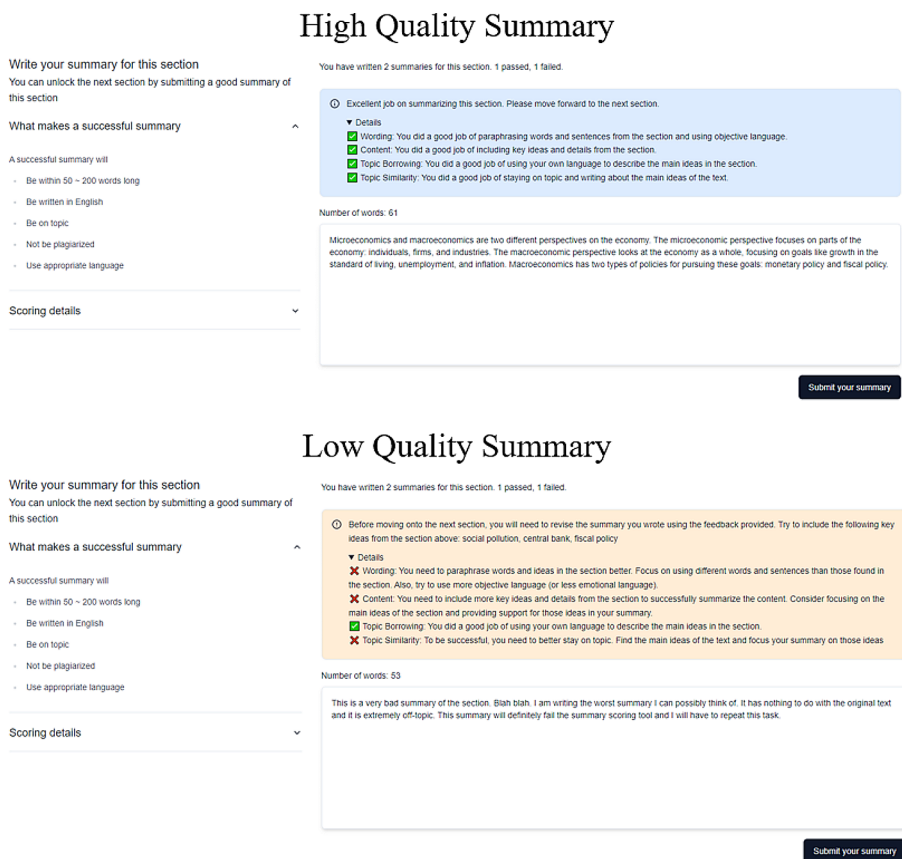 High Quality Summary
Write your summary for this section
You can unlock the next section by submitting a good summary of
this section
What makes a successful summary
A successful summary will
Be within 50 ~ 200 words long
Be written in English
Be on topic
Not be plagiarized
Use appropriate language
Scoring details
You have written 2 summaries for this section. 1 passed, 1 failed.
Excellent job on summarizing this section. Please move forward to the next section.
▼ Details
✅ Wording: You did a good job of paraphrasing words and sentences from the section and using objective language.
✅ Content: You did a good job of including key ideas and details from the section.
✅ Topic Borrowing: You did a good job of using your own language to describe the main ideas in the section.
✅ Topic Similarity: You did a good job of staying on topic and writing about the main ideas of the text.
Number of words: 61
Microeconomics and macroeconomics are two different perspectives on the economy. The microeconomic perspective focuses on parts of the
economy: individuals, firms, and industries. The macroeconomic perspective looks at the economy as a whole, focusing on goals like growth in the
standard of living, unemployment, and inflation. Macroeconomics has two types of policies for pursuing these goals: monetary policy and fiscal policy.
Submit your summary
Low Quality Summary
Write your summary for this section
You can unlock the next section by submitting a good summary of
this section
What makes a successful summary
A successful summary will
Be within 50 ~ 200 words long
Be written in English
Be on topic
Not be plagiarized
Use appropriate language
Scoring details
You have written 2 summaries for this section. 1 passed, 1 failed.
Before moving onto the next section, you will need to revise the summary you wrote using the feedback provided. Try to include the following key
ideas from the section above: social pollution, central bank, fiscal policy
▼ Details
❌ Wording: You need to paraphrase words and ideas in the section better. Focus on using different words and sentences than those found in
the section. Also, try to use more objective language (or less emotional language).
❌ Content: You need to include more key ideas and details from the section to successfully summarize the content. Consider focusing on the
main ideas of the section and providing support for those ideas in your summary.
✅ Topic Borrowing: You did a good job of using your own language to describe the main ideas in the section.
❌ Topic Similarity: To be successful, you need to better stay on topic. Find the main ideas of the text and focus your summary on those ideas
Number of words: 53
This is a very bad summary of the section. Blah blah. I am writing the worst summary I can possibly think of. It has nothing to do with the original text
and it is extremely off-topic. This summary will definitely fail the summary scoring tool and I will have to repeat this task.
Submit your summary